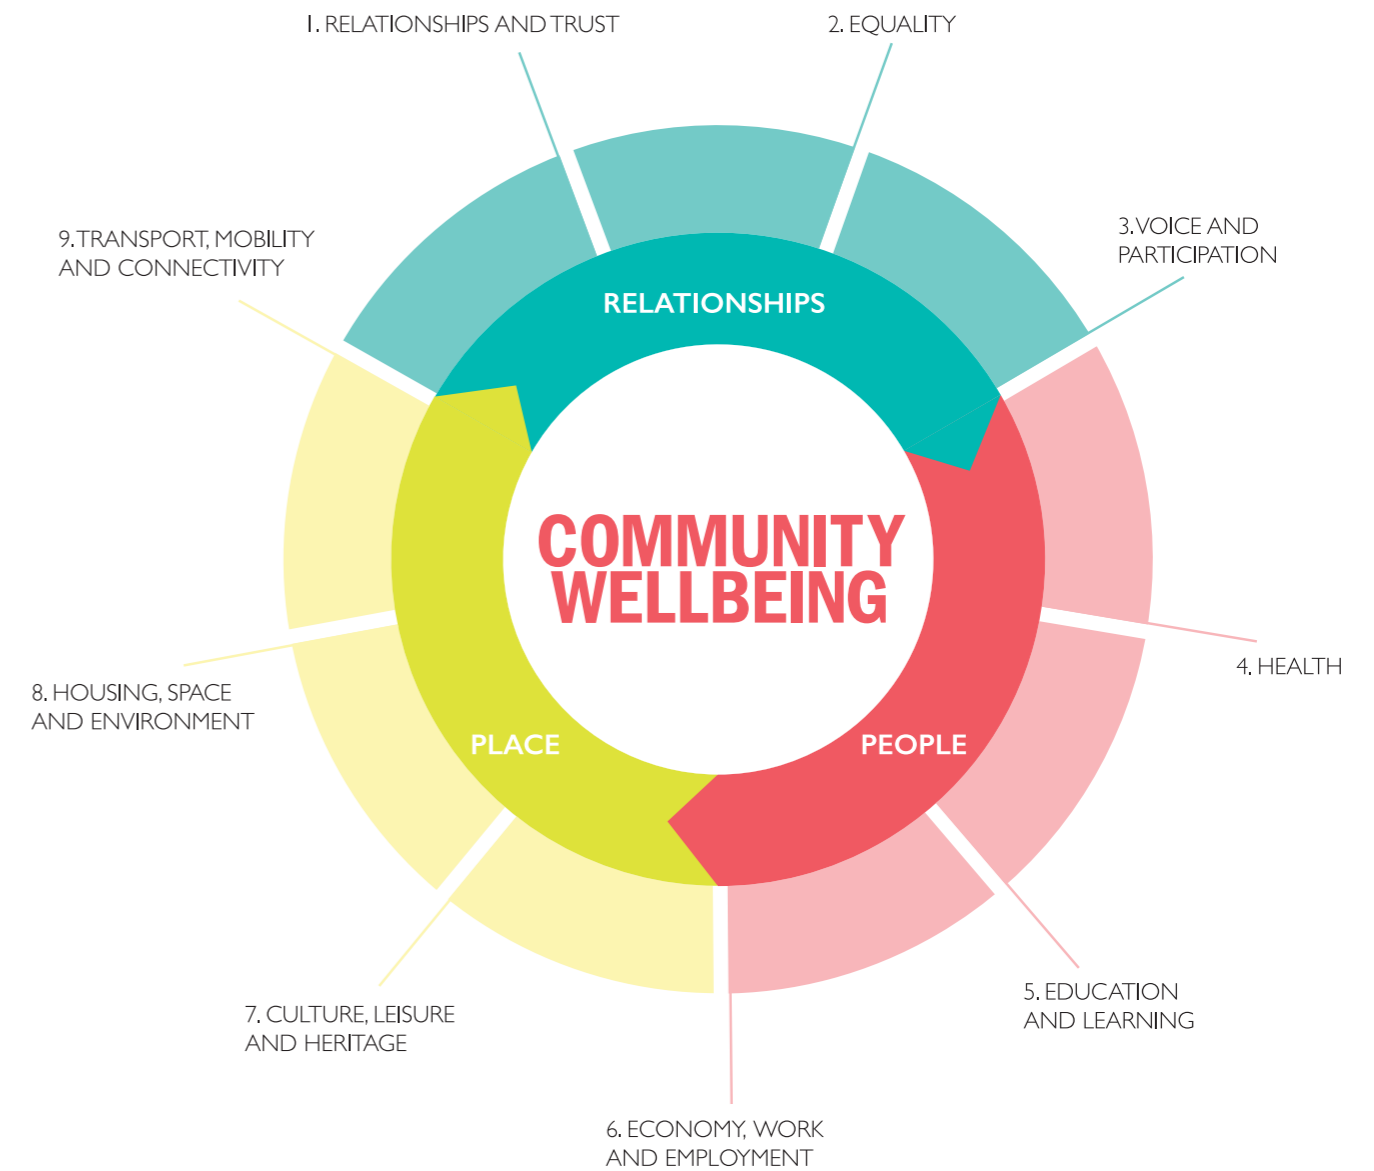 1. RELATIONSHIPS AND TRUST
2. EQUALITY
3. VOICE AND
PARTICIPATION
4. HEALTH
5. EDUCATION
AND LEARNING
6. ECONOMY, WORK
AND EMPLOYMENT
7. CULTURE, LEISURE
AND HERITAGE
8. HOUSING, SPACE
AND ENVIRONMENT
9. TRANSPORT, MOBILITY
AND CONNECTIVITY
RELATIONSHIPS
PEOPLE
PLACE
COMMUNITY
WELLBEING